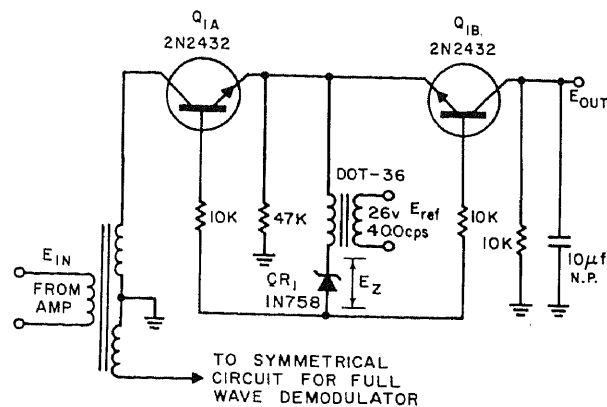 Q1A
2N2432
Q1B.
2N2432
EOUT
DOT-36
10K
47K
26v
400cps
Eref
10K
10K
10µf
N.P.
EIN
FROM
AMP
CR1
1N758
EZ
TO SYMMETRICAL
CIRCUIT FOR FULL
WAVE DEMODULATOR